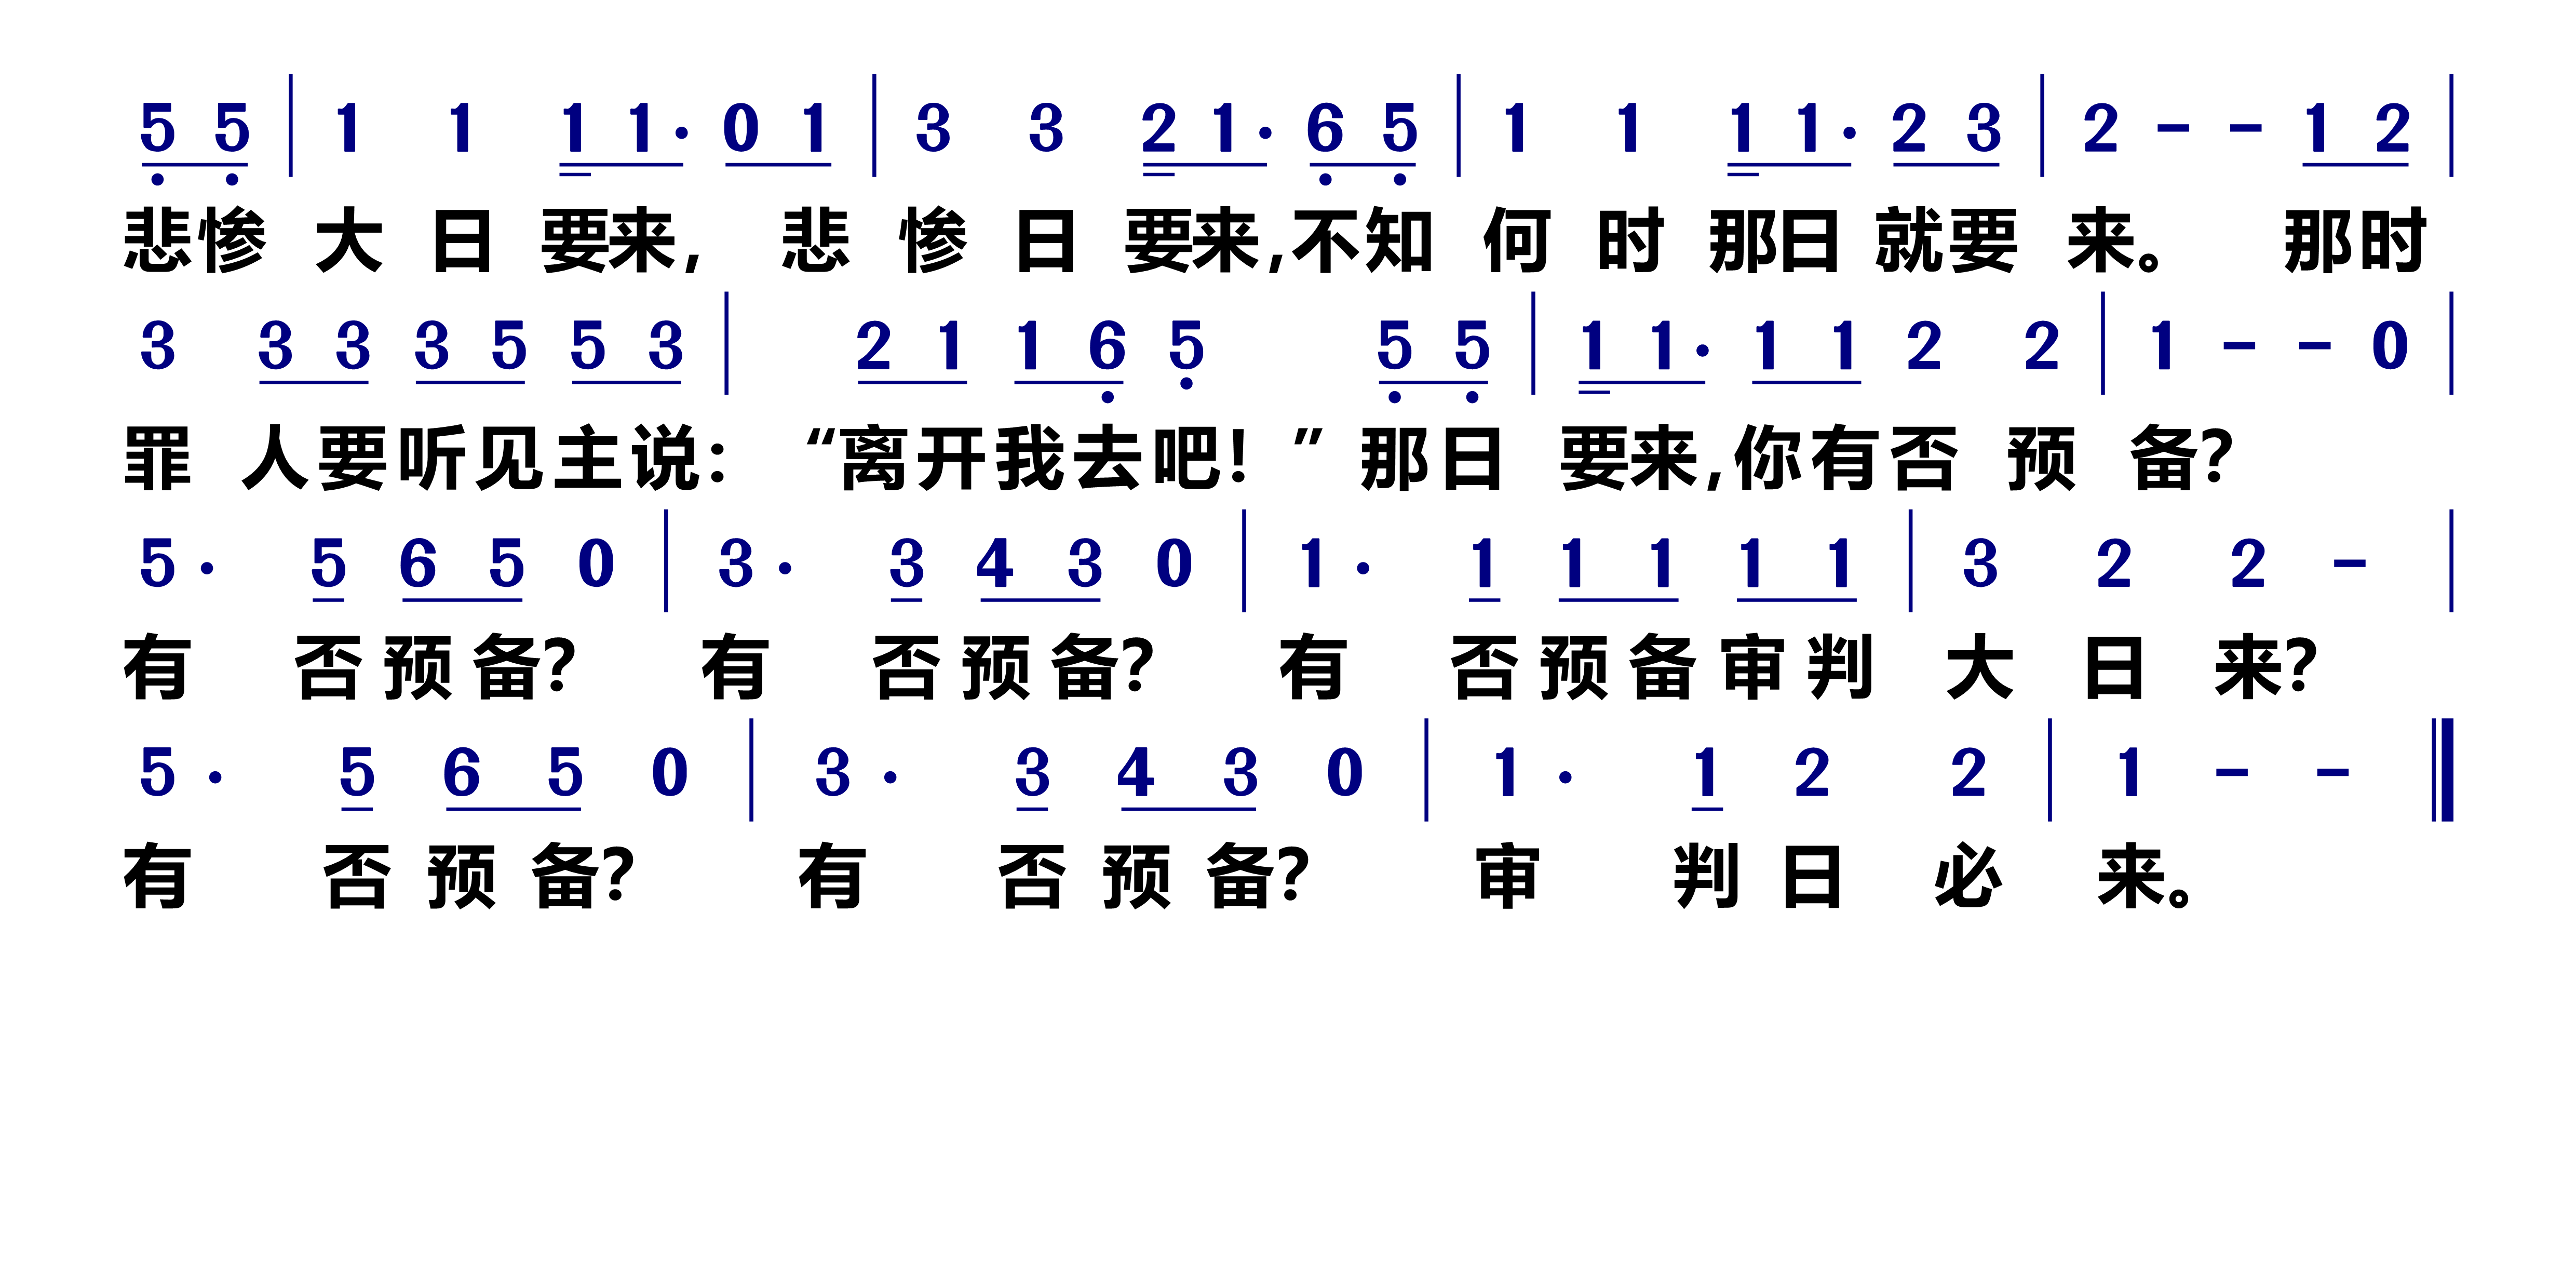 5 5 | 1 1 1 1· 0 1 | 3 3 2 1· 6 5 | 1 1 1 1· 2 3 | 2 – – 1 2 |
悲惨 大 日 要来, 悲 惨 日 要来,不知 何 时 那日 就要 来。 那时
3 3 3 3 5 5 3 | 2 1 1 6 5 5 5 | 1 1· 1 1 2 2 | 1 – – 0 |
罪 人要听见主说: “离开我去吧! ” 那日 要来,你有否 预 备?
5· 5 6 5 0 | 3· 3 4 3 0 | 1· 1 1 1 1 1 | 3 2 2 – |
有 否预备? 有 否预备? 有 否预备审判 大 日 来?
5· 5 6 5 0 | 3· 3 4 3 0 | 1· 1 2 2 | 1 – – ‖
有 否 预 备? 有 否 预 备? 审 判 日 必 来。